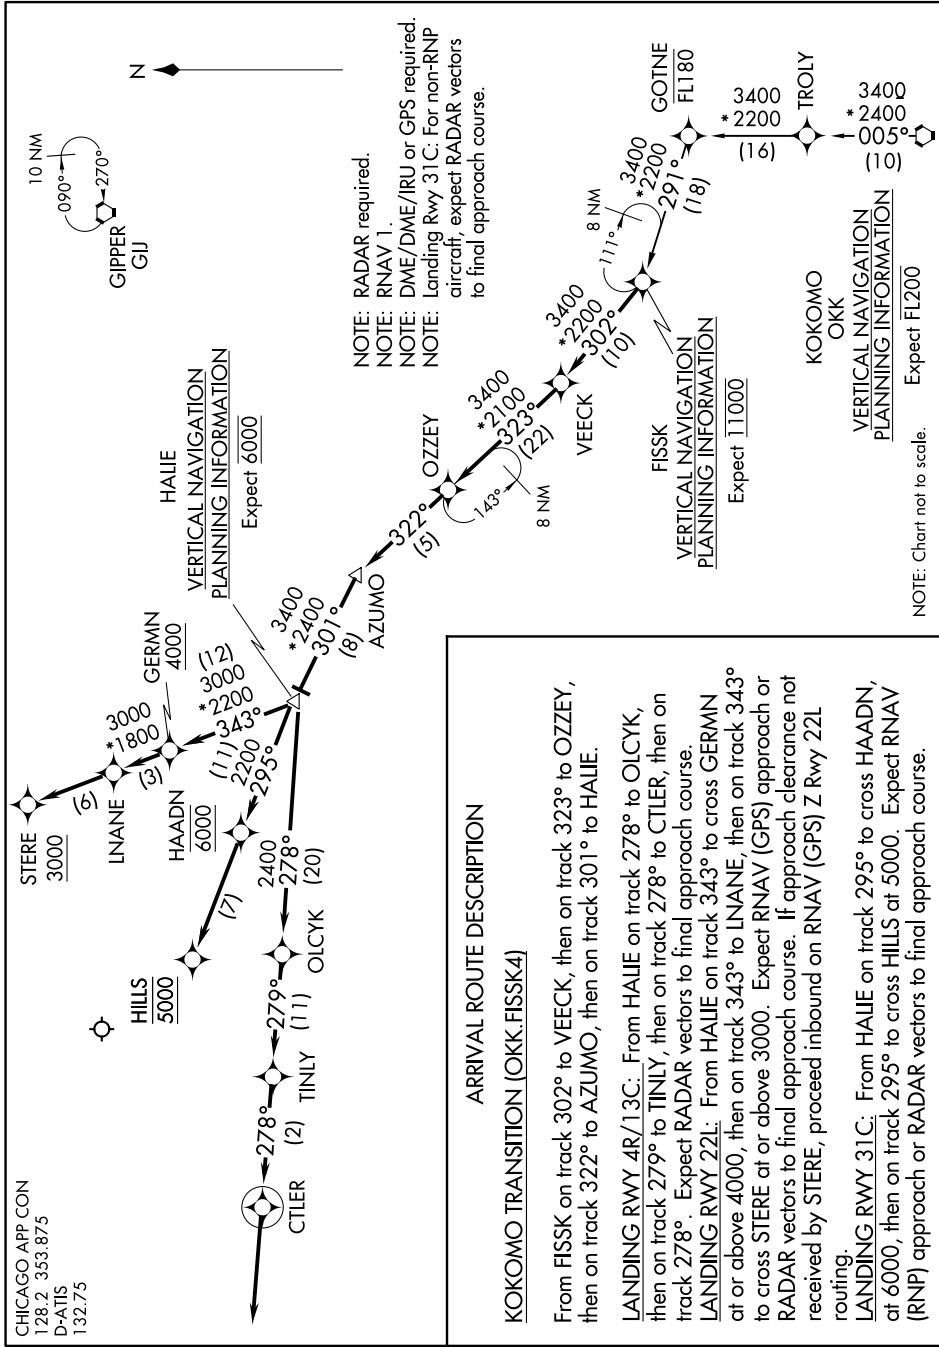 CHICAGO APP CON
128.2 353.875
D-ATIS
132.75
GIPPER
GIJ
10 NM
090°
270°
N
NOTE: RADAR required.
NOTE: RNAV 1.
NOTE: DME/DME/IRU or GPS required.
NOTE: Landing Rwy 31C: For non-RNP
aircraft, expect RADAR vectors
to final approach course.
HALIE
VERTICAL NAVIGATION
PLANNING INFORMATION
Expect 6000
STERE
3000
(6)
LNANE
3000
*1800
(3)
GERMN
4000
(12)
3000
*2200
343°
HAADN
6000
(11)
2200
295°
(7)
HILLS
5000
2400
278°
(20)
OLCYK
279°
(11)
TINLY
278°
(2)
CTLER
3400
*2400
301°
(8)
AZUMO
322°
(5)
OZZEY
143°
8 NM
3400
*2100
323°
(22)
VEECK
3400
*2200
302°
(10)
FISSK
VERTICAL NAVIGATION
PLANNING INFORMATION
Expect 11000
111°
8 NM
3400
*2200
291°
(18)
GOTNE
FL180
3400
*2200
(16)
TROLY
3400
*2400
005°
(10)
KOKOMO
OKK
VERTICAL NAVIGATION
PLANNING INFORMATION
Expect FL200
NOTE: Chart not to scale.
ARRIVAL ROUTE DESCRIPTION
KOKOMO TRANSITION (OKK.FISSK4)
From FISSK on track 302° to VEECK, then on track 323° to OZZEY,
then on track 322° to AZUMO, then on track 301° to HALIE.
LANDING RWY 4R/13C: From HALIE on track 278° to OLCYK,
then on track 279° to TINLY, then on track 278° to CTLER, then on
track 278°. Expect RADAR vectors to final approach course.
LANDING RWY 22L: From HALIE on track 343° to cross GERMN
at or above 4000, then on track 343° to LNANE, then on track 343°
to cross STERE at or above 3000. Expect RNAV (GPS) approach or
RADAR vectors to final approach course. If approach clearance not
received by STERE, proceed inbound on RNAV (GPS) Z Rwy 22L
routing.
LANDING RWY 31C: From HALIE on track 295° to cross HAADN,
at 6000, then on track 295° to cross HILLS at 5000. Expect RNAV
(RNP) approach or RADAR vectors to final approach course.